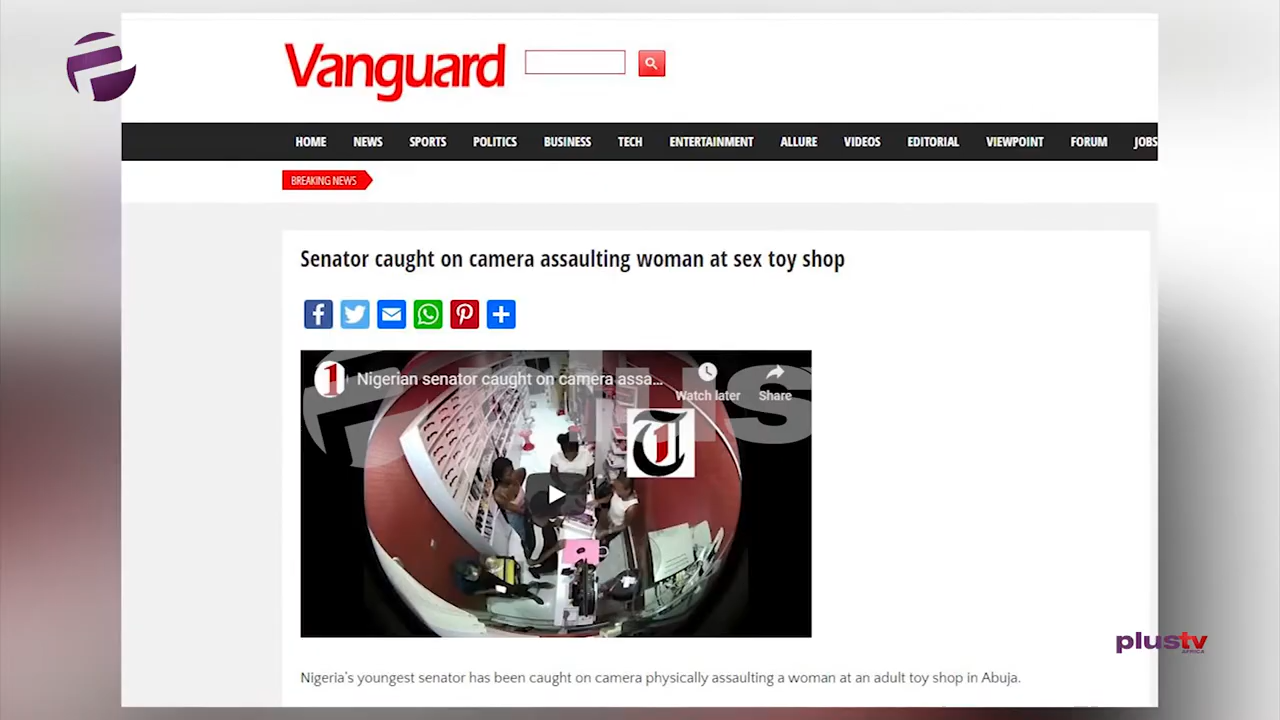 Vanguard
HOME NEWS SPORTS POLITICS BUSINESS TECH ENTERTAINMENT ALLURE VIDEOS EDITORIAL VIEWPOINT FORUM JOBS
BREAKING NEWS
Senator caught on camera assaulting woman at sex toy shop
Nigerian senator caught on camera assa...
Watch later
Share
PLUS
Nigeria's youngest senator has been caught on camera physically assaulting a woman at an adult toy shop in Abuja.
plustv
AFRICA